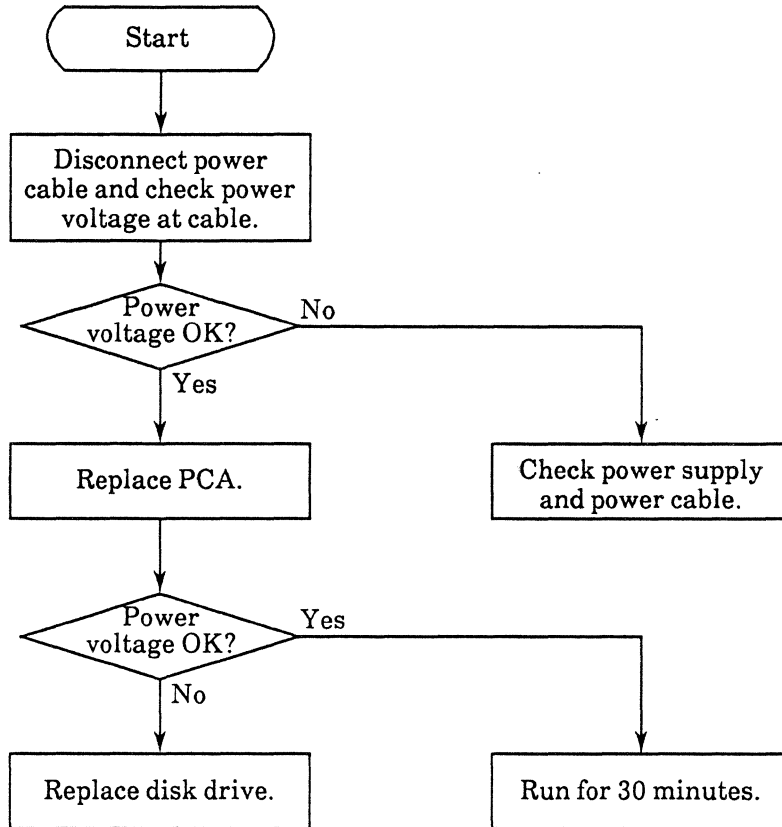 Start
Disconnect power
cable and check power
voltage at cable.
Power
voltage OK?
No
Yes
Replace PCA.
Check power supply
and power cable.
Power
voltage OK?
Yes
No
Replace disk drive.
Run for 30 minutes.